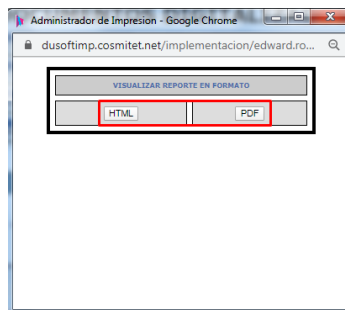 Administrador de Impresion - Google Chrome
dusoftimp.cosmitet.net/implementacion/edward.ro...
VISUALIZAR REPORTE EN FORMATO
HTML PDF